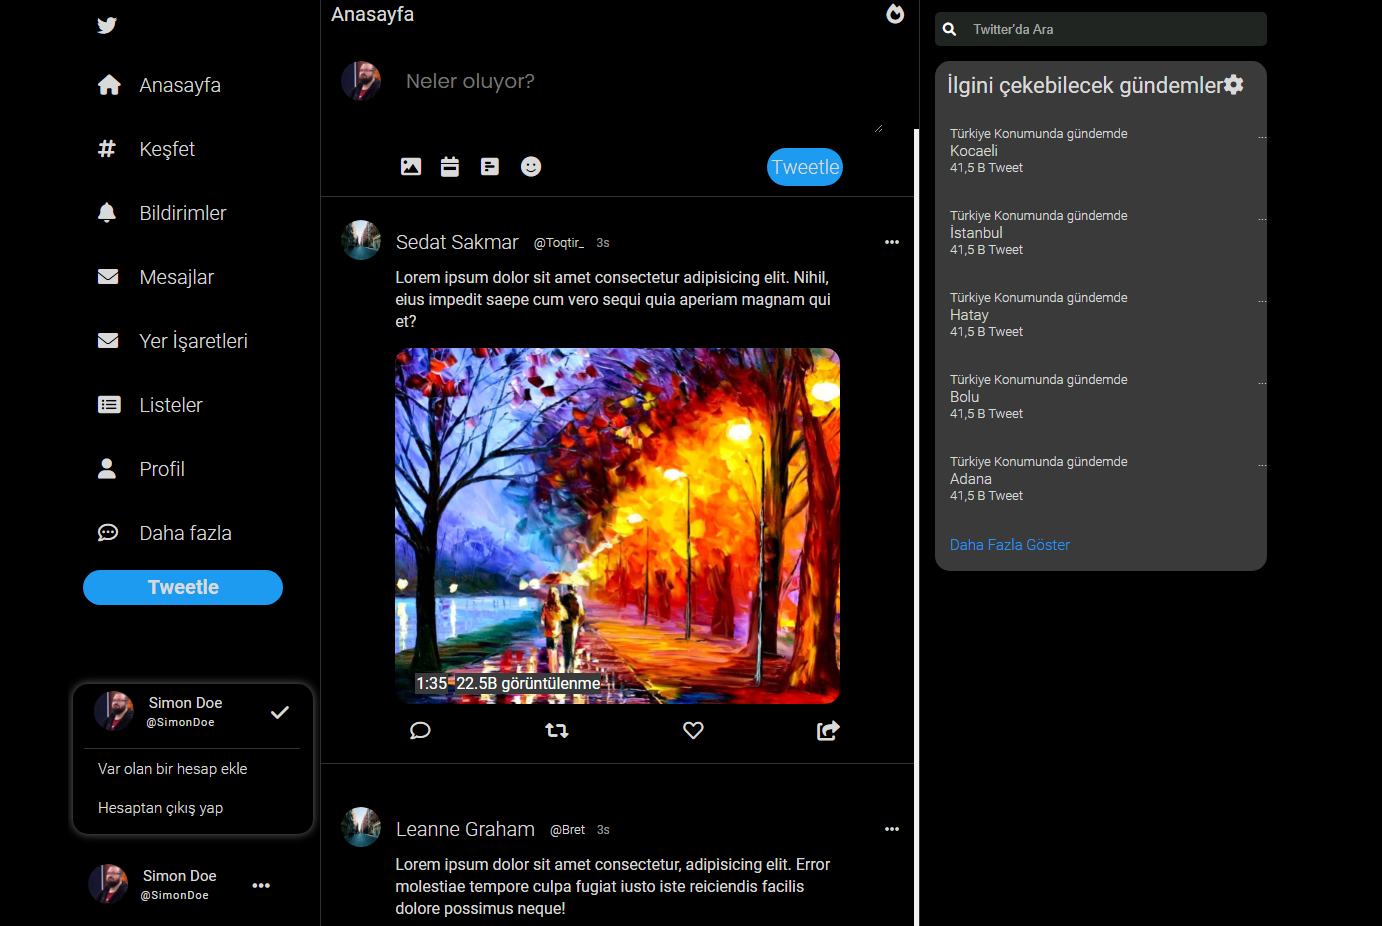 Anasayfa
Keşfet
Bildirimler
Mesajlar
Yer İşaretleri
Listeler
Profil
Daha fazla
Tweetle
Simon Doe
@SimonDoe
Var olan bir hesap ekle
Hesaptan çıkış yap
Simon Doe
@SimonDoe
Anasayfa
Neler oluyor?
Tweetle
Sedat Sakmar @Toqtir_ 3s
Lorem ipsum dolor sit amet consectetur adipisicing elit. Nihil,
eius impedit saepe cum vero sequi quia aperiam magnam qui
et?
1:35 22.5B görüntülenme
Leanne Graham @Bret 3s
Lorem ipsum dolor sit amet consectetur, adipisicing elit. Error
molestiae tempore culpa fugiat iusto iste reiciendis facilis
dolore possimus neque!
Twitter'da Ara
İlgini çekebilecek gündemler
Türkiye Konumunda gündemde ...
Kocaeli
41,5 B Tweet
Türkiye Konumunda gündemde ...
İstanbul
41,5 B Tweet
Türkiye Konumunda gündemde ...
Hatay
41,5 B Tweet
Türkiye Konumunda gündemde ...
Bolu
41,5 B Tweet
Türkiye Konumunda gündemde ...
Adana
41,5 B Tweet
Daha Fazla Göster